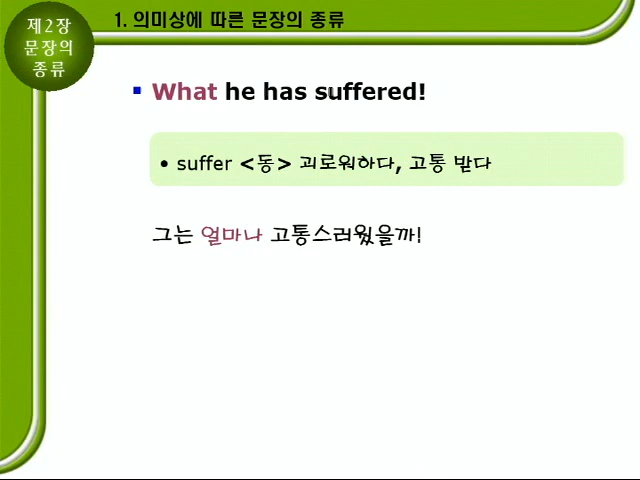 제2장
문장의
종류
1. 의미상에 따른 문장의 종류
What he has suffered!
• suffer <동> 괴로워하다, 고통 받다
그는 얼마나 고통스러웠을까!